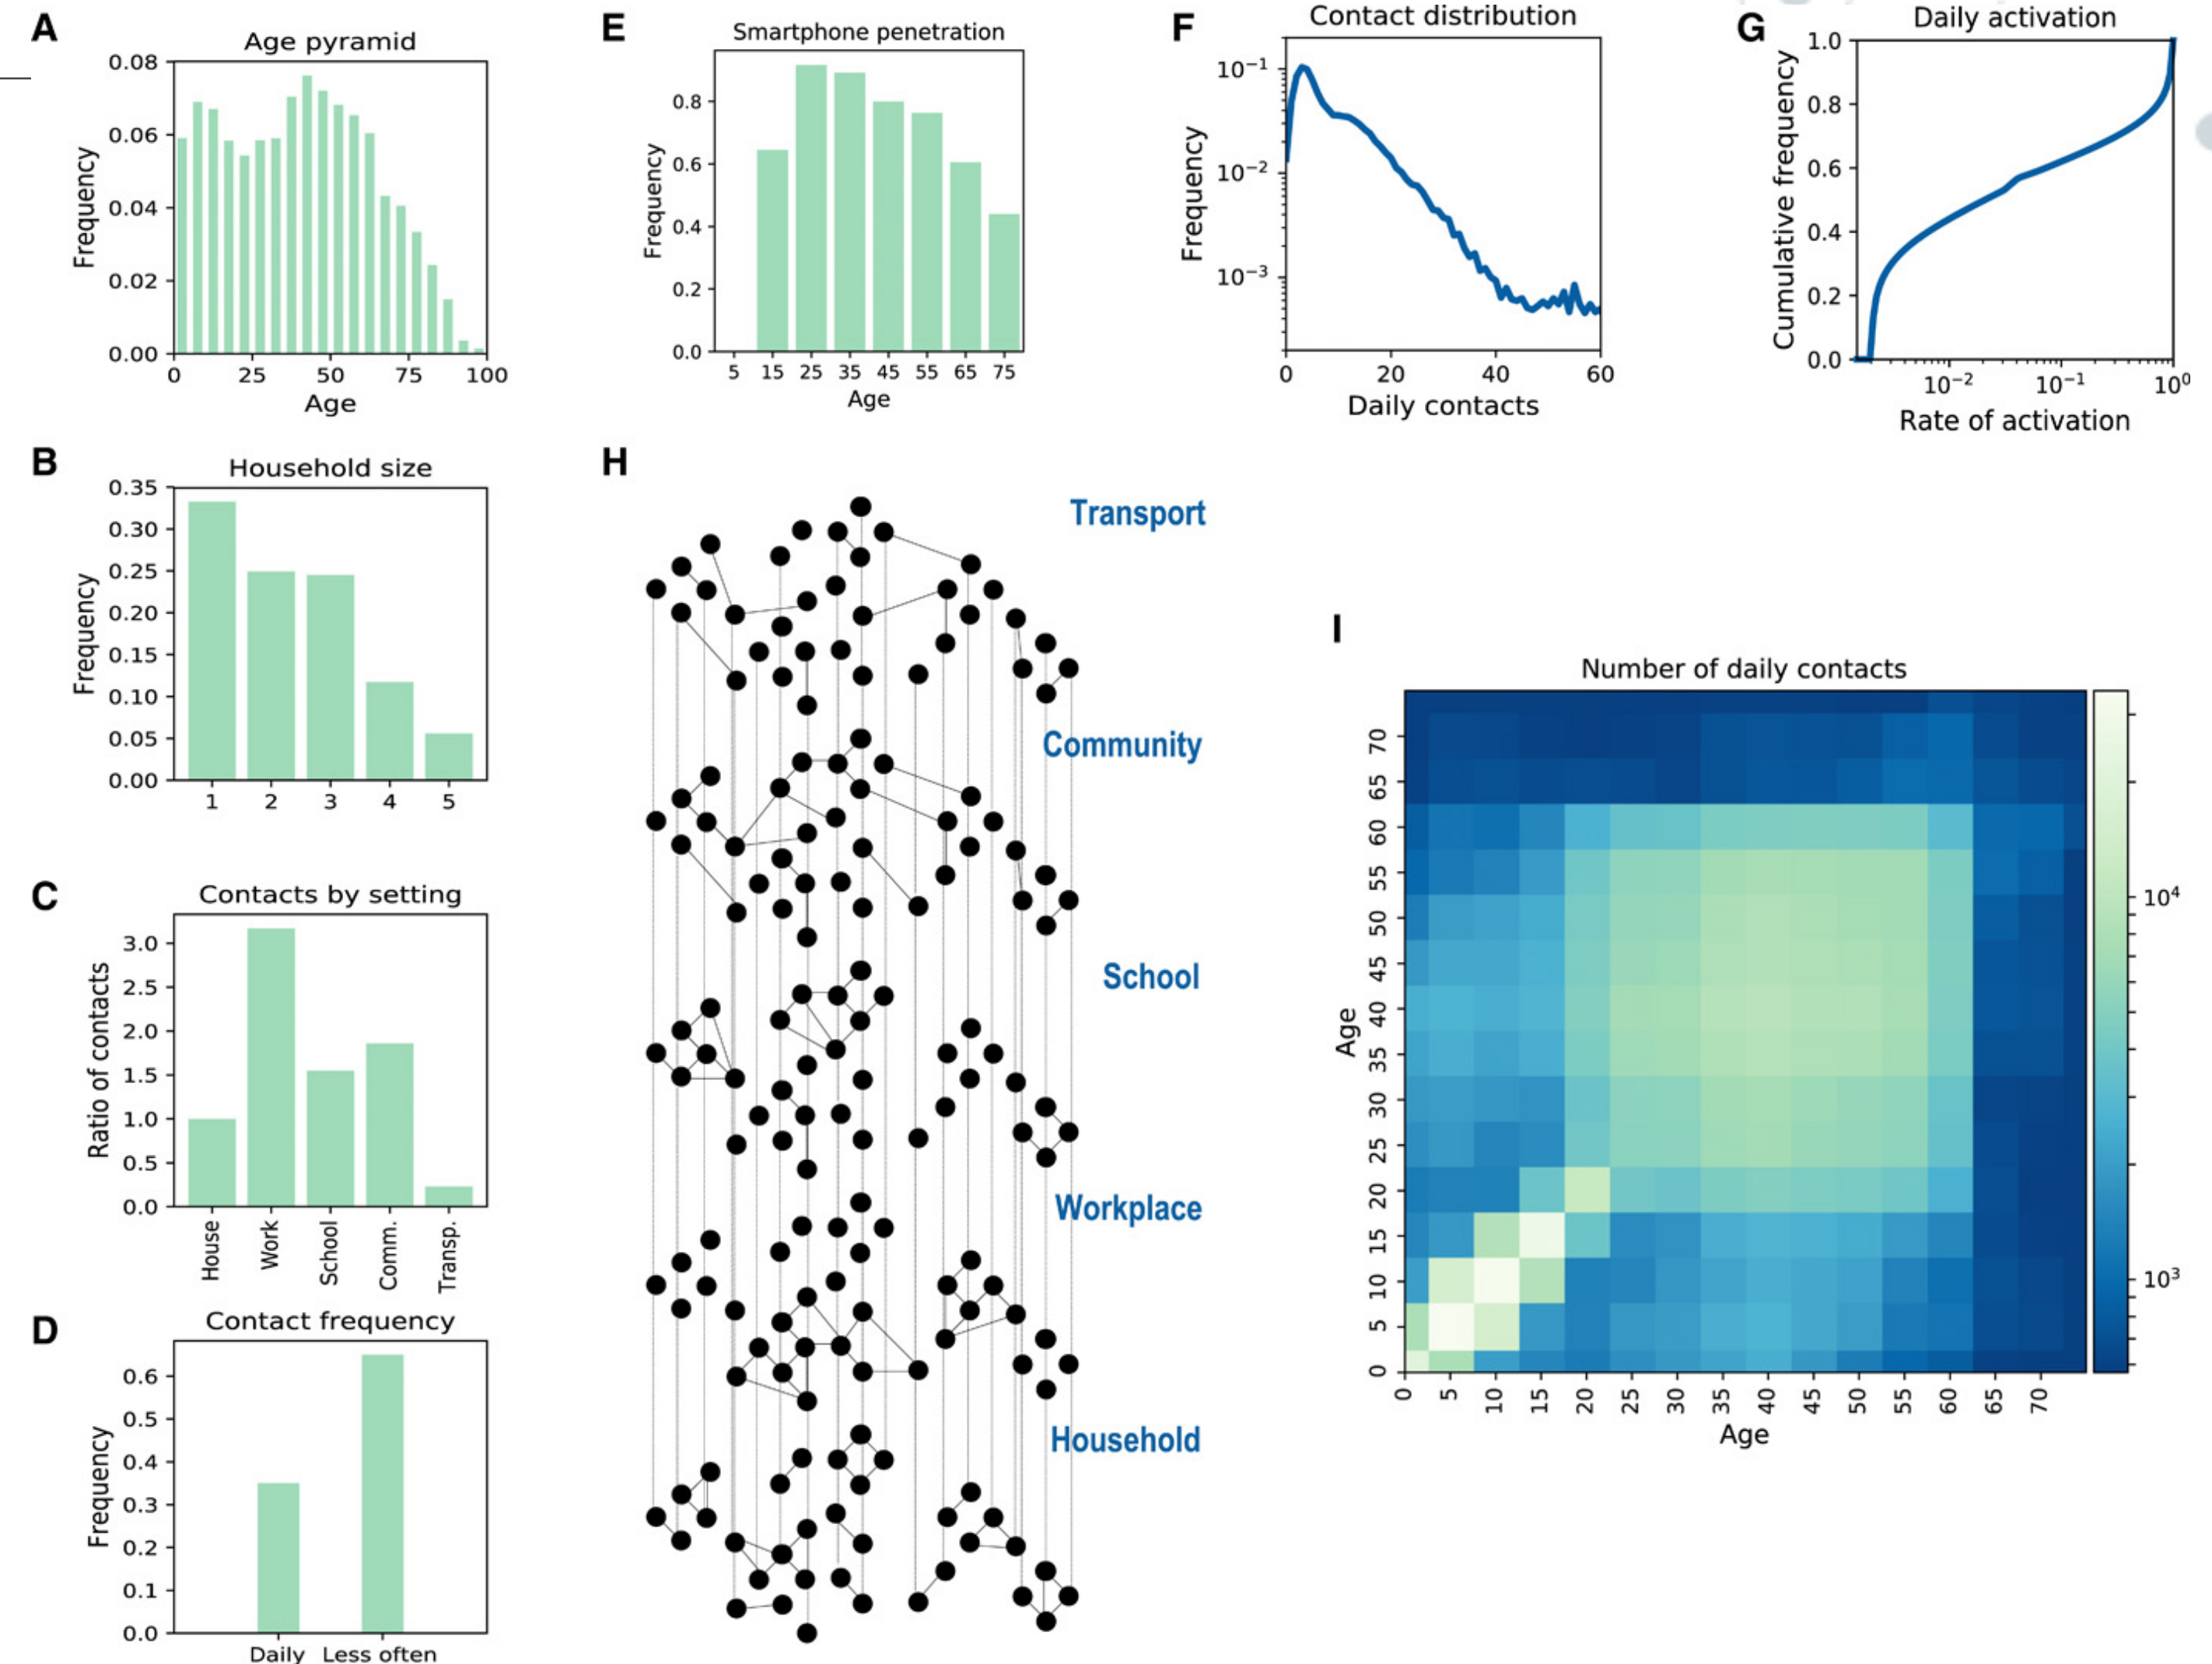 A
Age pyramid
Frequency
0.08
0.06
0.04
0.02
0.00
0 25 50 75 100
Age
B
Household size
Frequency
0.35
0.30
0.25
0.20
0.15
0.10
0.05
0.00
1 2 3 4 5
C
Contacts by setting
Ratio of contacts
3.0
2.5
2.0
1.5
1.0
0.5
0.0
House Work School Comm. Transp.
D
Contact frequency
Frequency
0.6
0.5
0.4
0.3
0.2
0.1
0.0
Daily Less often
E
Smartphone penetration
Frequency
0.8
0.6
0.4
0.2
0.0
5 15 25 35 45 55 65 75
Age
F
Contact distribution
Frequency
10⁻¹
10⁻²
10⁻³
0 20 40 60
Daily contacts
G
Daily activation
Cumulative frequency
1.0
0.8
0.6
0.4
0.2
0.0
10⁻² 10⁻¹ 10⁰
Rate of activation
H
Transport
Community
School
Workplace
Household
I
Number of daily contacts
Age
70
65
60
55
50
45
40
35
30
25
20
15
10
5
0
0 5 10 15 20 25 30 35 40 45 50 55 60 65 70
Age
10⁴
10³